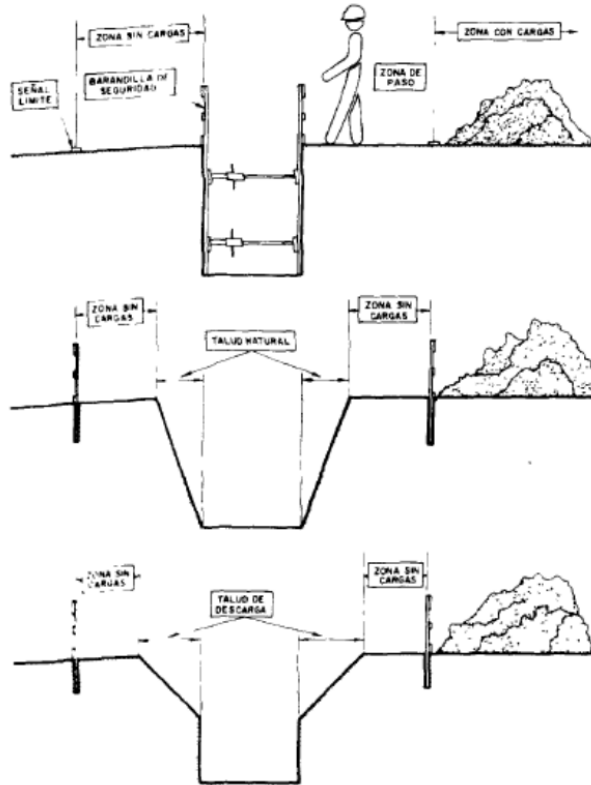 ZONA SIN CARGAS
ZONA CON CARGAS
BARANDILLA DE
SEGURIDAD
SEÑAL
LIMITE
ZONA DE
PASO
ZONA SIN
CARGAS
ZONA SIN
CARGAS
TALUD NATURAL
ZONA SIN
CARGAS
ZONA SIN
CARGAS
TALUD DE
DESCARGA